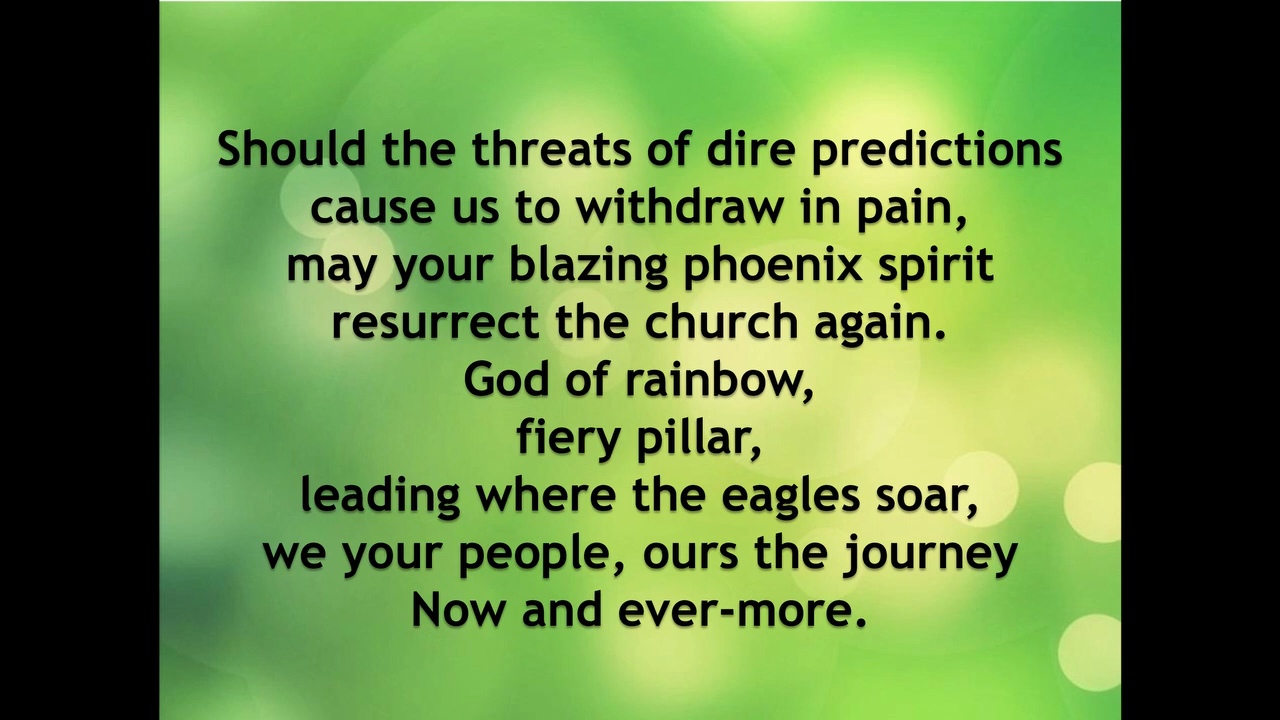 Should the threats of dire predictions
cause us to withdraw in pain,
may your blazing phoenix spirit
resurrect the church again.
God of rainbow,
fiery pillar,
leading where the eagles soar,
we your people, ours the journey
Now and ever-more.